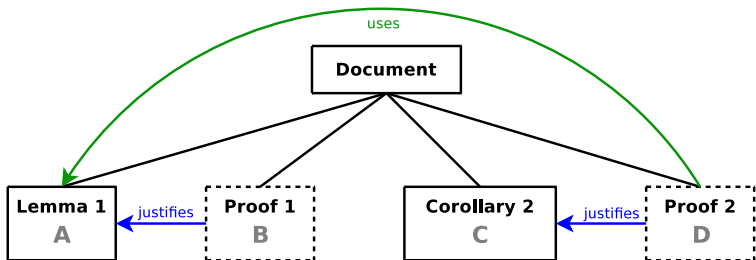 uses
Document
Lemma 1
A
justifies
Proof 1
B
Corollary 2
C
justifies
Proof 2
D